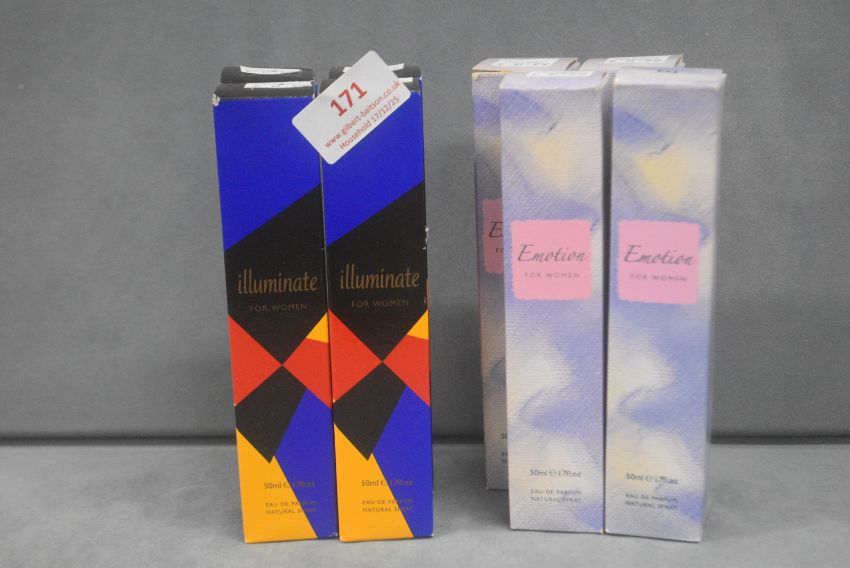 171
www.gilbert-baitson.co.uk
Household 17/12/25
illuminate
FOR WOMEN
50ml e 1.7fl.oz
EAU DE PARFUM
NATURAL SPRAY
illuminate
FOR WOMEN
50ml e 1.7fl.oz
EAU DE PARFUM
NATURAL SPRAY
E
Emotion
FOR WOMEN
50ml e 1.7fl.oz
EAU DE PARFUM
NATURAL SPRAY
Emotion
FOR WOMEN
50ml e 1.7fl.oz
EAU DE PARFUM
NATURAL SPRAY